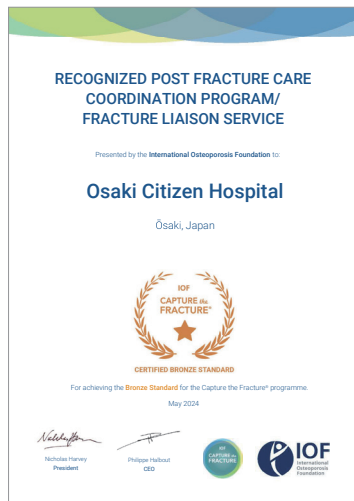 RECOGNIZED POST FRACTURE CARE
COORDINATION PROGRAM/
FRACTURE LIAISON SERVICE
Presented by the International Osteoporosis Foundation to:
Osaki Citizen Hospital
Ōsaki, Japan
IOF
CAPTURE the
FRACTURE®
CERTIFIED BRONZE STANDARD
For achieving the Bronze Standard for the Capture the Fracture® programme.
May 2024
Nicholas Harvey
President
Philippe Halbout
CEO
IOF
CAPTURE the
FRACTURE
IOF
International
Osteoporosis
Foundation